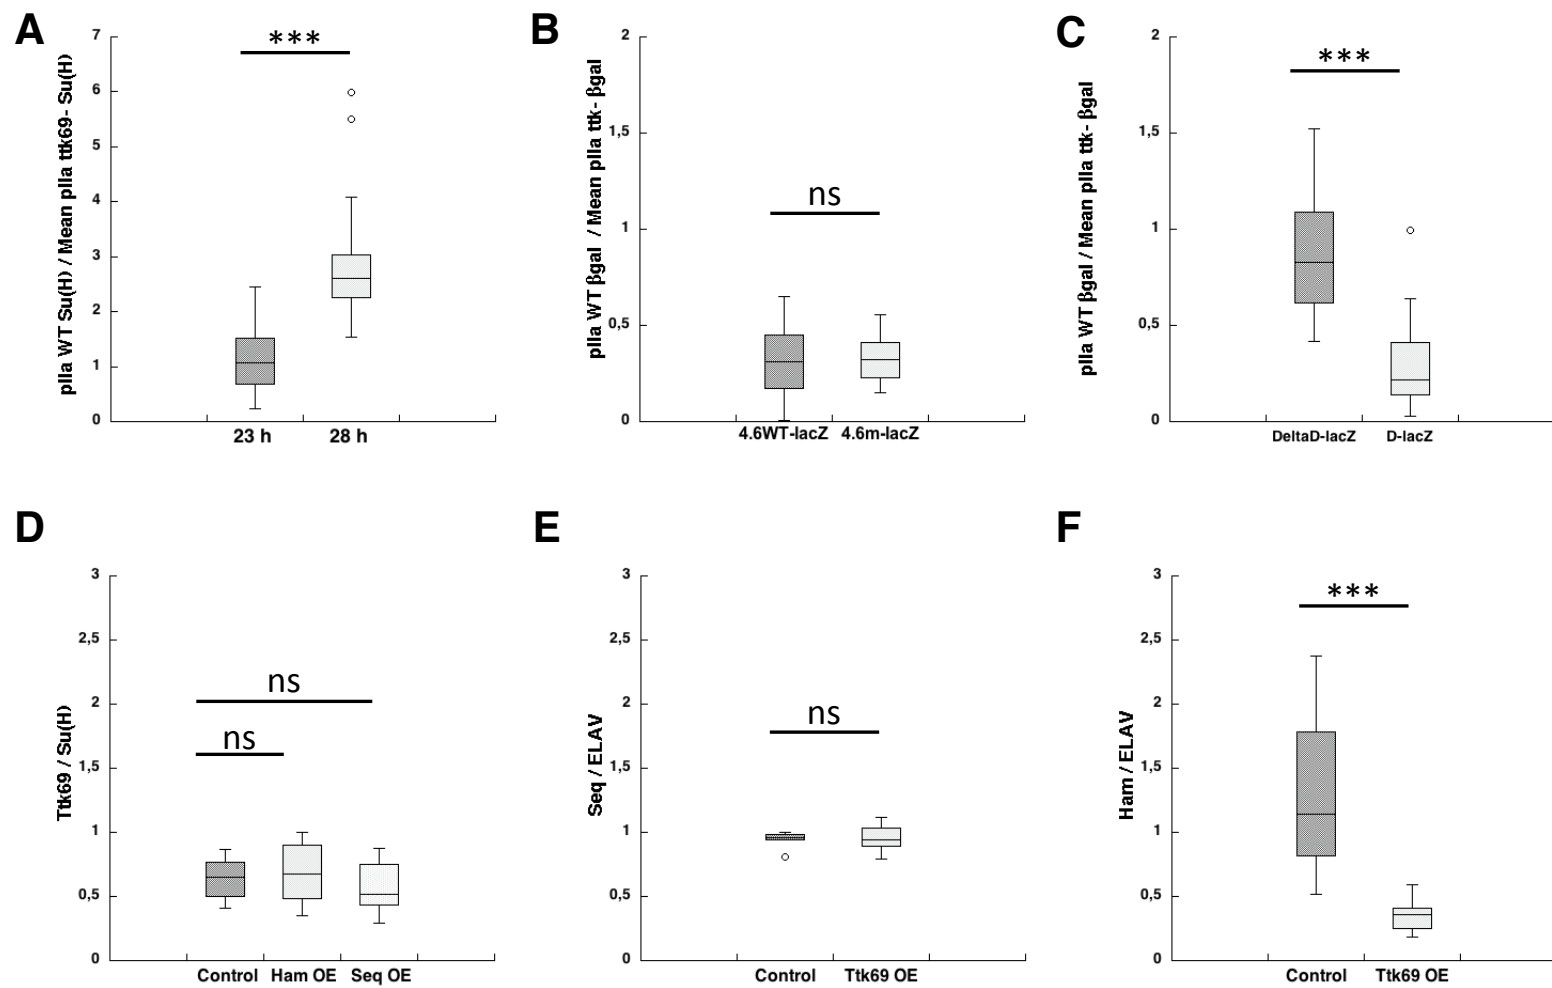 A
pIIa WT Su(H) / Mean pIIa ttk69- Su(H)
7
6
5
4
3
2
1
0
***
23 h
28 h
B
pIIa WT βgal / Mean pIIa ttk- βgal
2
1,5
1
0,5
0
ns
4.6WT-lacZ
4.6m-lacZ
C
pIIa WT βgal / Mean pIIa ttk- βgal
2
1,5
1
0,5
0
***
DeltaD-lacZ
D-lacZ
D
Ttk69 / Su(H)
3
2,5
2
1,5
1
0,5
0
ns
ns
Control
Ham OE
Seq OE
E
Seq / ELAV
3
2,5
2
1,5
1
0,5
0
ns
Control
Ttk69 OE
F
Ham / ELAV
3
2,5
2
1,5
1
0,5
0
***
Control
Ttk69 OE